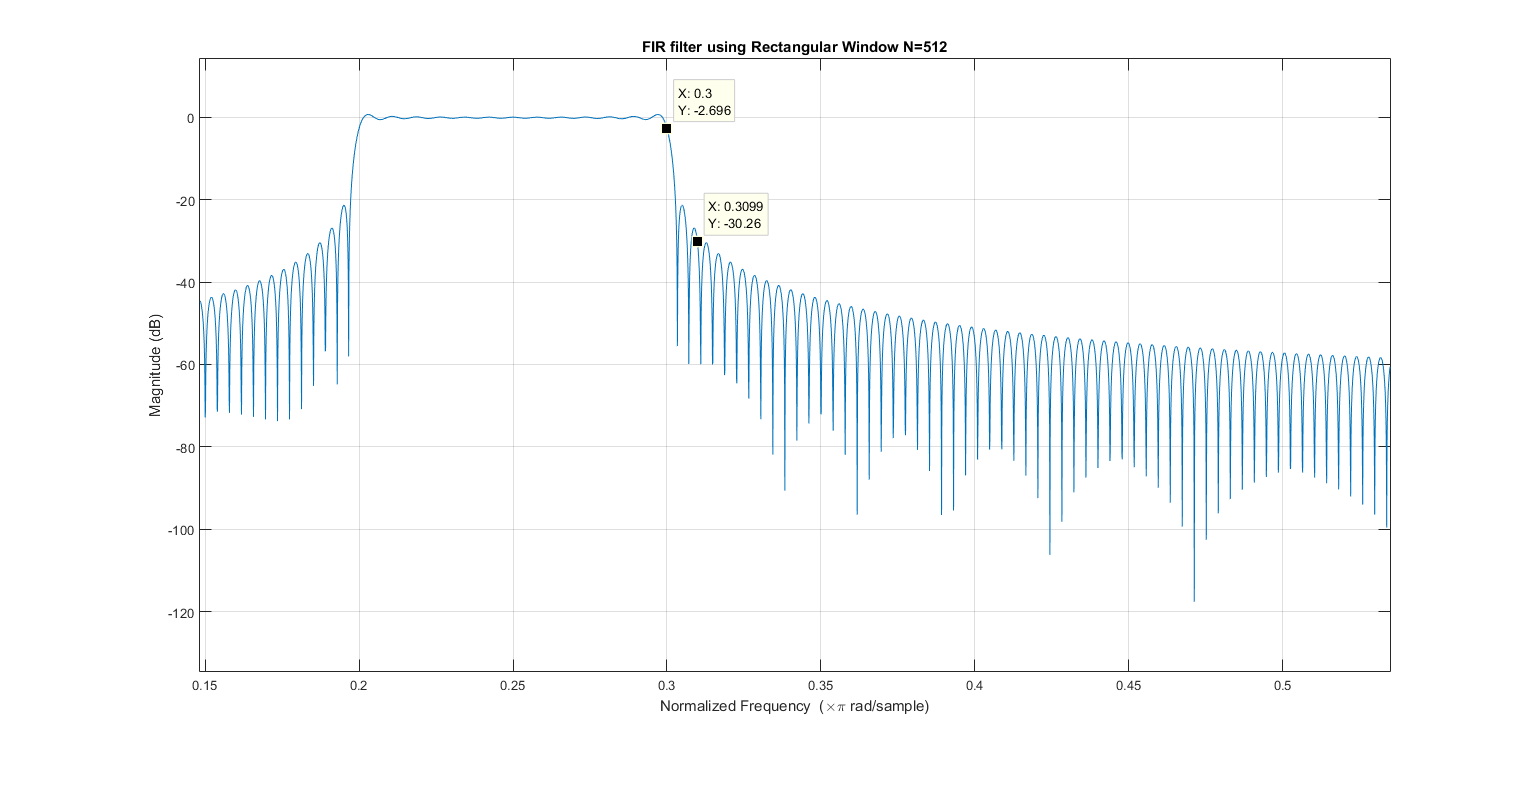 FIR filter using Rectangular Window N=512
X: 0.3
Y: -2.696
X: 0.3099
Y: -30.26
0
-20
-40
-60
-80
-100
-120
Magnitude (dB)
0.15 0.2 0.25 0.3 0.35 0.4 0.45 0.5
Normalized Frequency (×π rad/sample)